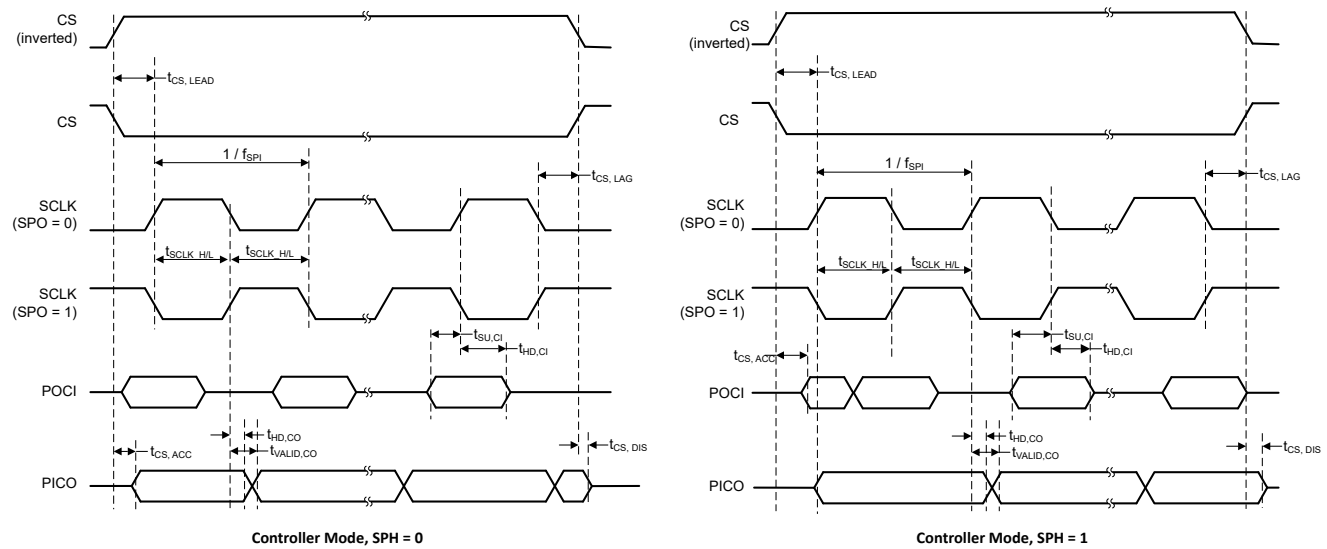 CS
(inverted)
tCS, LEAD
CS
1 / fSPI
tCS, LAG
SCLK
(SPO = 0)
tSCLK_H/L
tSCLK_H/L
SCLK
(SPO = 1)
tSU,CI
tHD,CI
POCI
tHD,CO
tCS, ACC
tVALID,CO
tCS, DIS
PICO
Controller Mode, SPH = 0
CS
(inverted)
tCS, LEAD
CS
1 / fSPI
tCS, LAG
SCLK
(SPO = 0)
tSCLK_H/L
tSCLK_H/L
SCLK
(SPO = 1)
tSU,CI
tCS, ACC
tHD,CI
POCI
tHD,CO
tVALID,CO
tCS, DIS
PICO
Controller Mode, SPH = 1